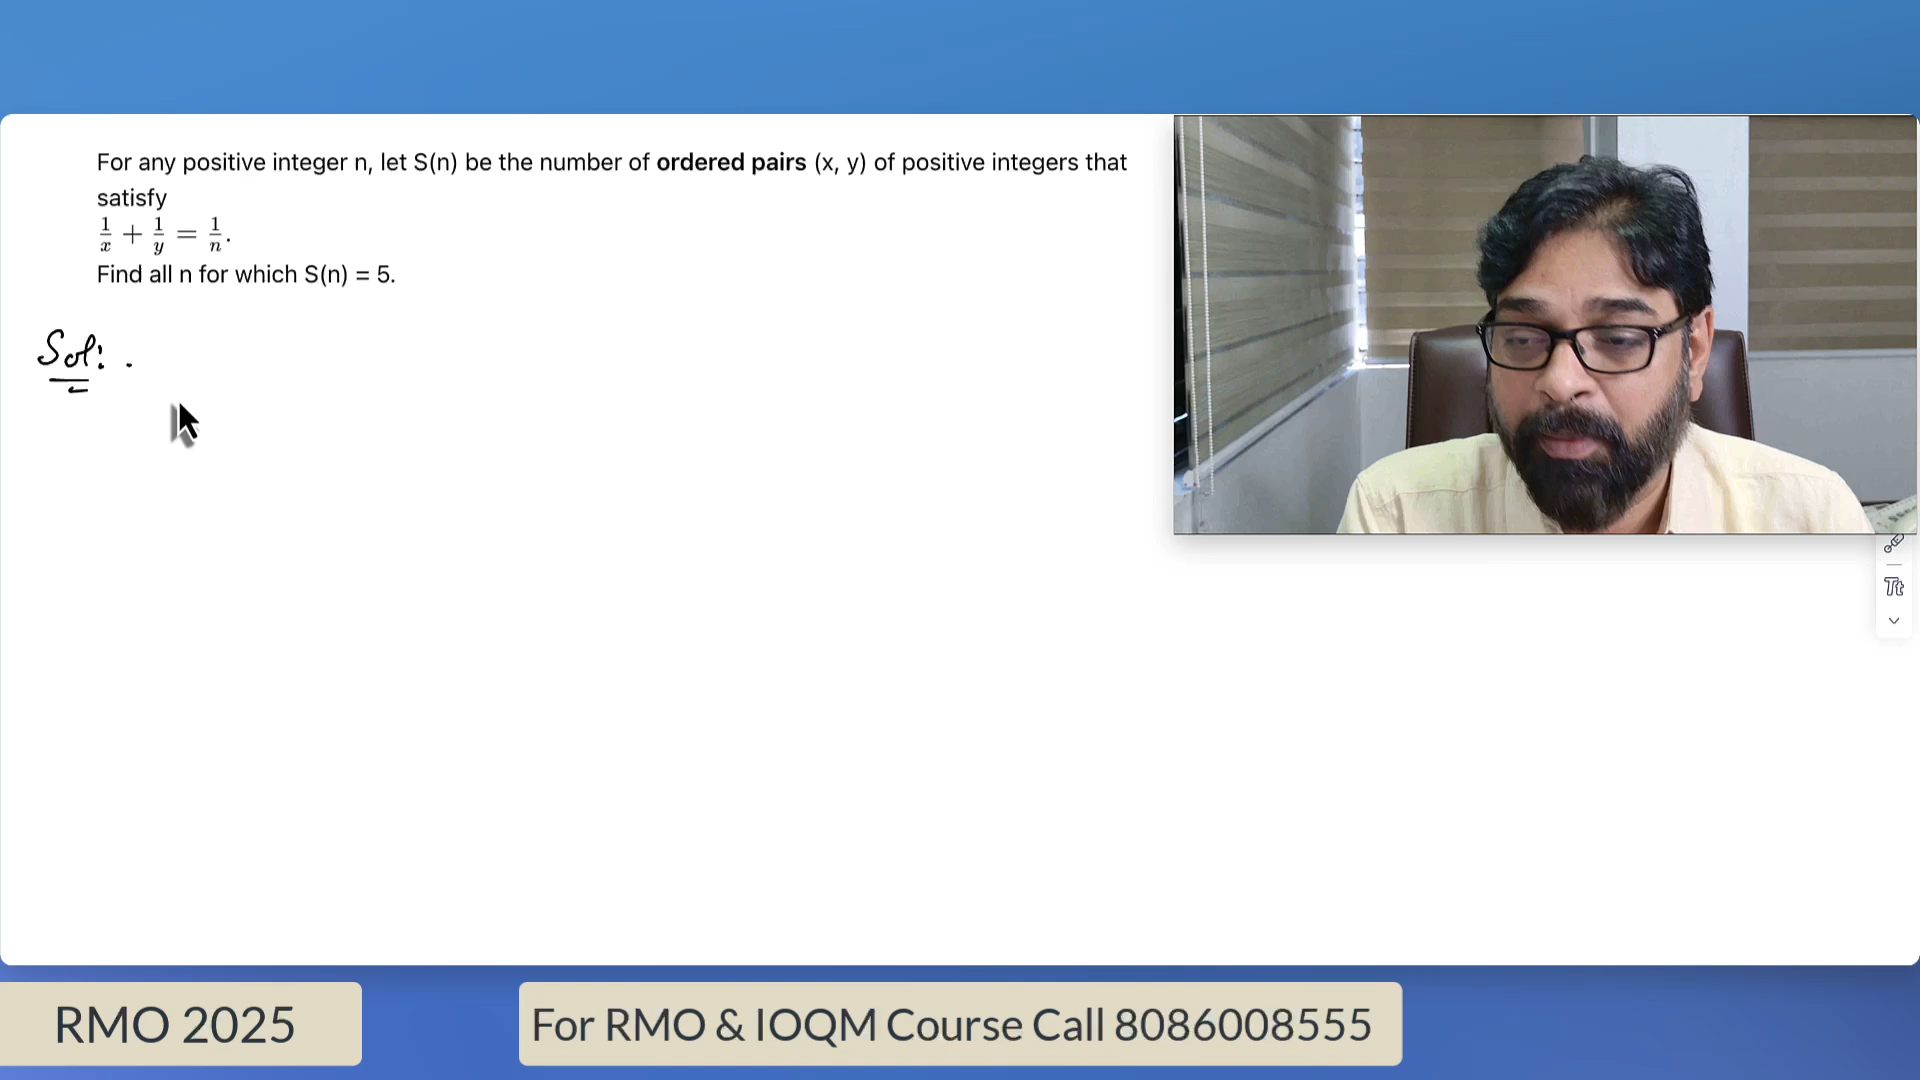 For any positive integer n, let S(n) be the number of ordered pairs (x, y) of positive integers that
satisfy
1/x + 1/y = 1/n.
Find all n for which S(n) = 5.
Sol: .
Tt
RMO 2025
For RMO & IOQM Course Call 8086008555